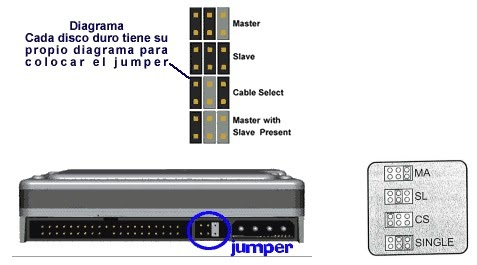 Diagrama
Cada disco duro tiene su
propio diagrama para
colocar el jumper
Master
Slave
Cable Select
Master with
Slave Present
jumper
MA
SL
CS
SINGLE